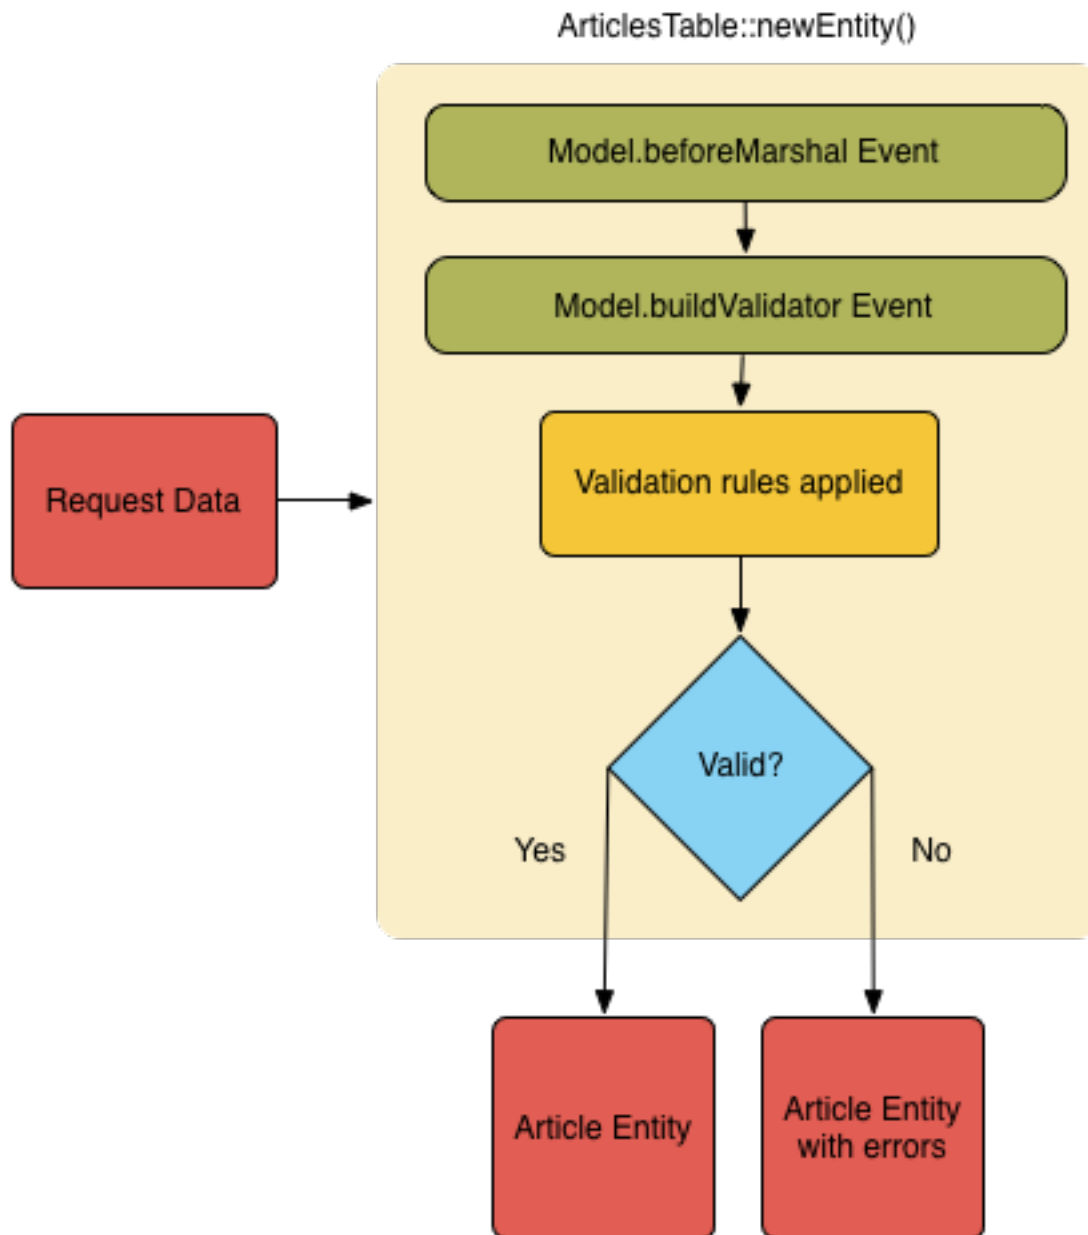 ArticlesTable::newEntity()
Model.beforeMarshal Event
Model.buildValidator Event
Request Data
Validation rules applied
Valid?
Yes
No
Article Entity
Article Entity
with errors